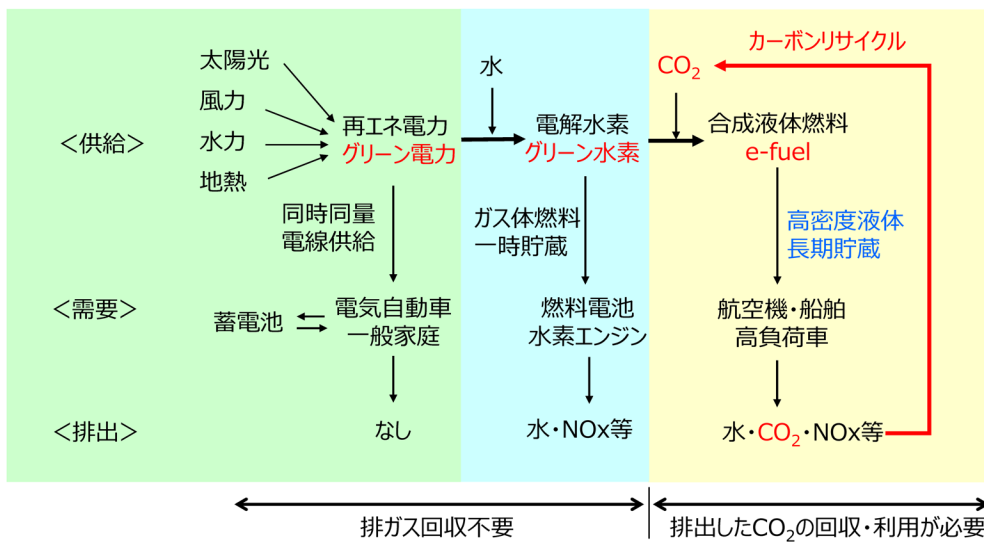 カーボンリサイクル
太陽光
水
CO2
風力
<供給>
水力
地熱
再エネ電力
グリーン電力
電解水素
グリーン水素
合成液体燃料
e-fuel
同時同量
電線供給
ガス体燃料
一時貯蔵
高密度液体
長期貯蔵
<需要>
蓄電池
電気自動車
一般家庭
燃料電池
水素エンジン
航空機・船舶
高負荷車
<排出>
なし
水・NOx等
水・CO2・NOx等
排ガス回収不要
排出したCO2の回収・利用が必要